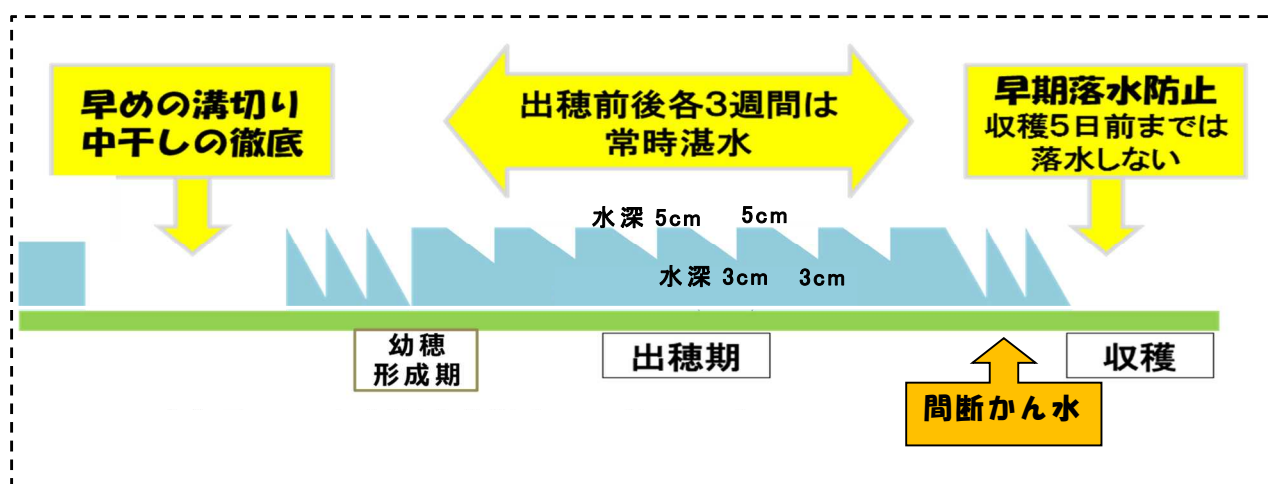 早めの溝切り
中干しの徹底
出穂前後各3週間は
常時湛水
早期落水防止
収穫5日前までは
落水しない
水深 5cm 5cm
水深 3cm 3cm
幼穂
形成期
出穂期
収穫
間断かん水